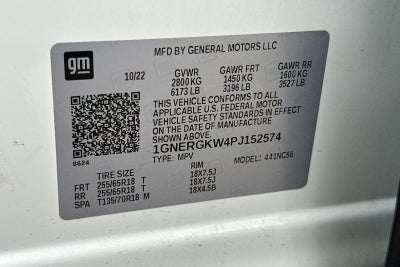 gm
MFD BY GENERAL MOTORS LLC
10/22 GVWR GAWR FRT GAWR RR
2800 KG 1450 KG 1600 KG
6173 LB 3196 LB 3527 LB
THIS VEHICLE CONFORMS TO ALL
APPLICABLE U.S. FEDERAL MOTOR
VEHICLE SAFETY STANDARDS IN EFFECT
ON THE DATE OF MANUFACTURE
SHOWN ABOVE.
1GNERGKW4PJ152574
8624 TYPE: MPV MODEL: 441NC56
TIRE SIZE RIM
FRT 255/65R18 T 18X7.5J
RR 255/65R18 T 18X7.5J
SPA T135/70R18 M 18X4.5B